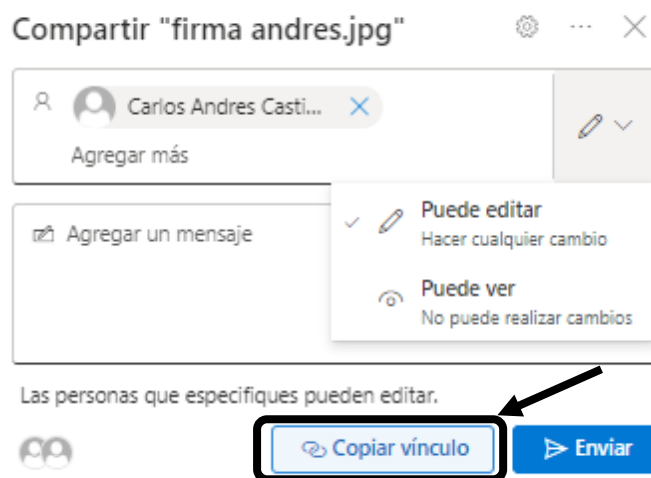 Compartir "firma andres.jpg"
Carlos Andres Casti...
Agregar más
Agregar un mensaje
Puede editar
Hacer cualquier cambio
Puede ver
No puede realizar cambios
Las personas que especifiques pueden editar.
Copiar vínculo
Enviar